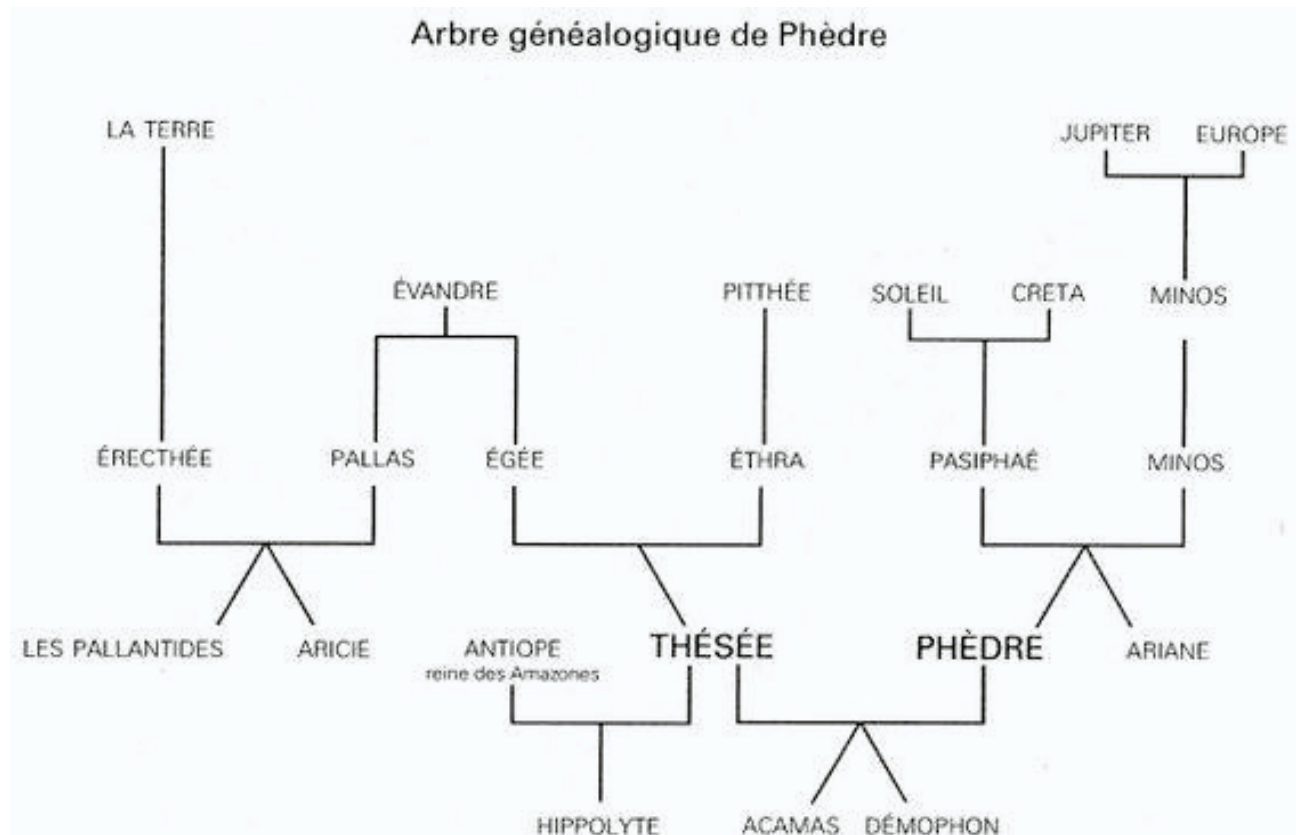 Arbre généalogique de Phèdre
LA TERRE
JUPITER EUROPE
ÉVANDRE PITTHÉE SOLEIL CRETA MINOS
ÉRECTHÉE PALLAS ÉGÉE ÉTHRA PASIPHAÉ MINOS
LES PALLANTIDES ARICIE ANTIOPE THÉSÉE PHÈDRE ARIANE
reine des Amazones
HIPPOLYTE ACAMAS DÉMOPHON